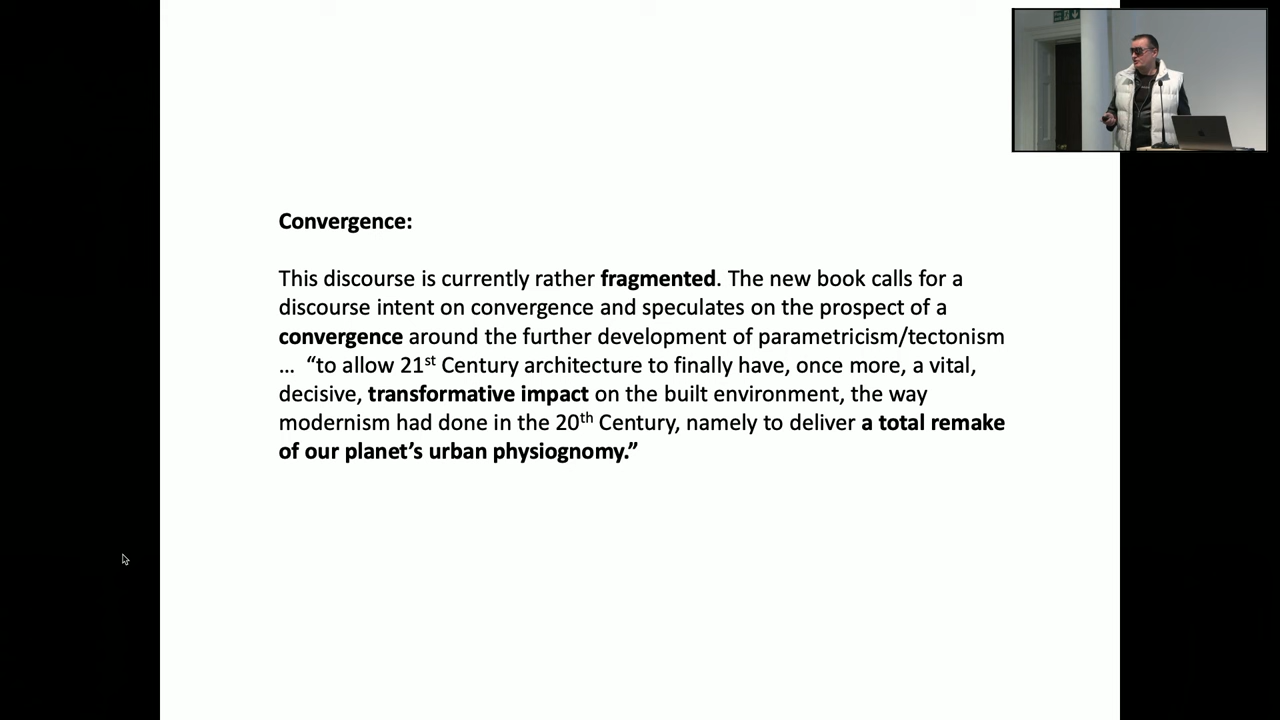 Convergence:
This discourse is currently rather fragmented. The new book calls for a
discourse intent on convergence and speculates on the prospect of a
convergence around the further development of parametricism/tectonism
… “to allow 21st Century architecture to finally have, once more, a vital,
decisive, transformative impact on the built environment, the way
modernism had done in the 20th Century, namely to deliver a total remake
of our planet’s urban physiognomy.”